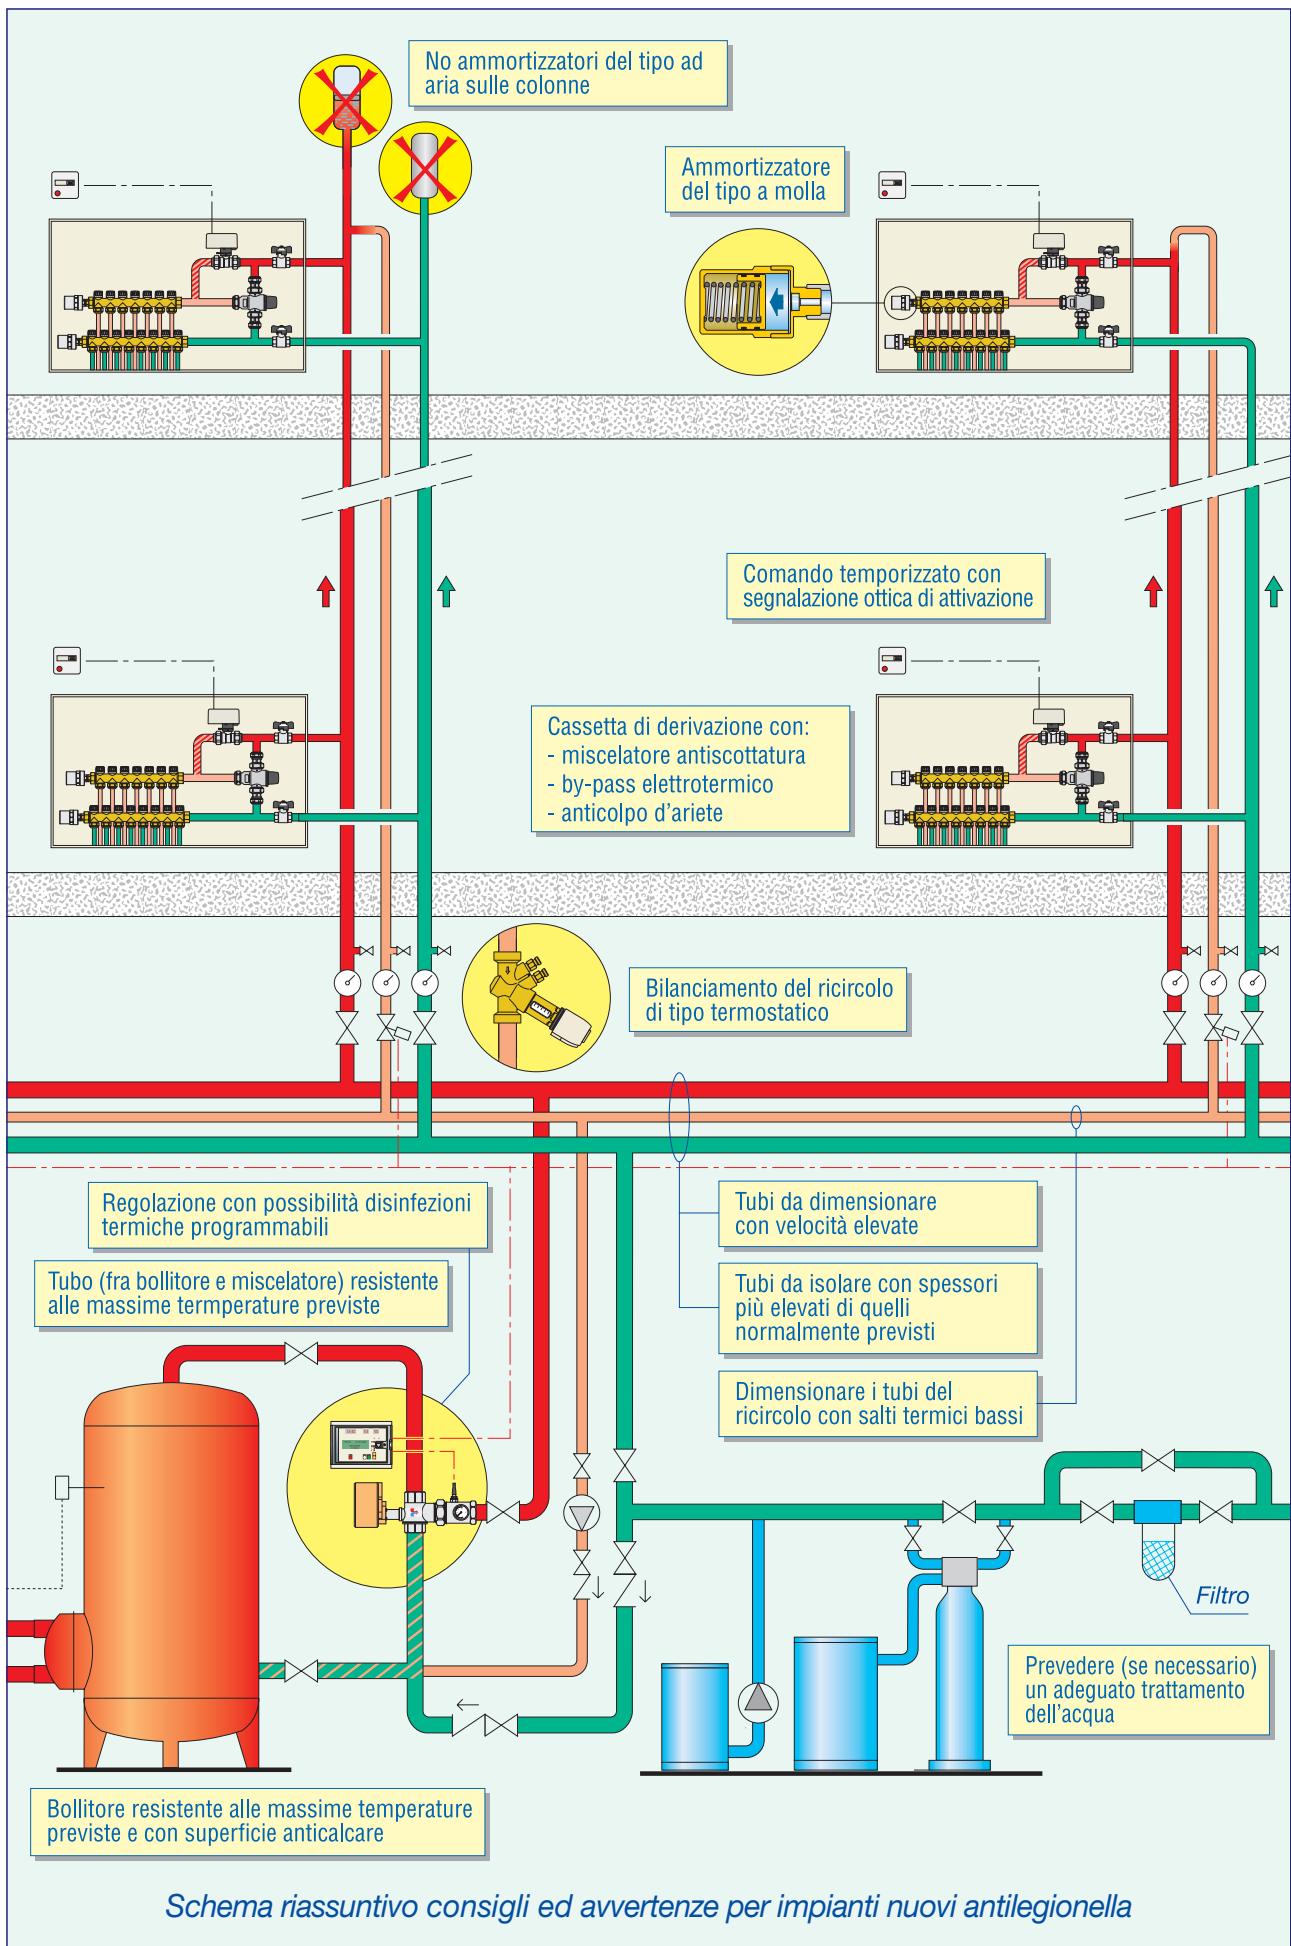 No ammortizzatori del tipo ad
aria sulle colonne
Ammortizzatore
del tipo a molla
Comando temporizzato con
segnalazione ottica di attivazione
Cassetta di derivazione con:
- miscelatore antiscottatura
- by-pass elettrotermico
- anticolpo d'ariete
Bilanciamento del ricircolo
di tipo termostatico
Regolazione con possibilità disinfezioni
termiche programmabili
Tubo (fra bollitore e miscelatore) resistente
alle massime termperature previste
Tubi da dimensionare
con velocità elevate
Tubi da isolare con spessori
più elevati di quelli
normalmente previsti
Dimensionare i tubi del
ricircolo con salti termici bassi
Filtro
Prevedere (se necessario)
un adeguato trattamento
dell'acqua
Bollitore resistente alle massime temperature
previste e con superficie anticalcare
Schema riassuntivo consigli ed avvertenze per impianti nuovi antilegionella